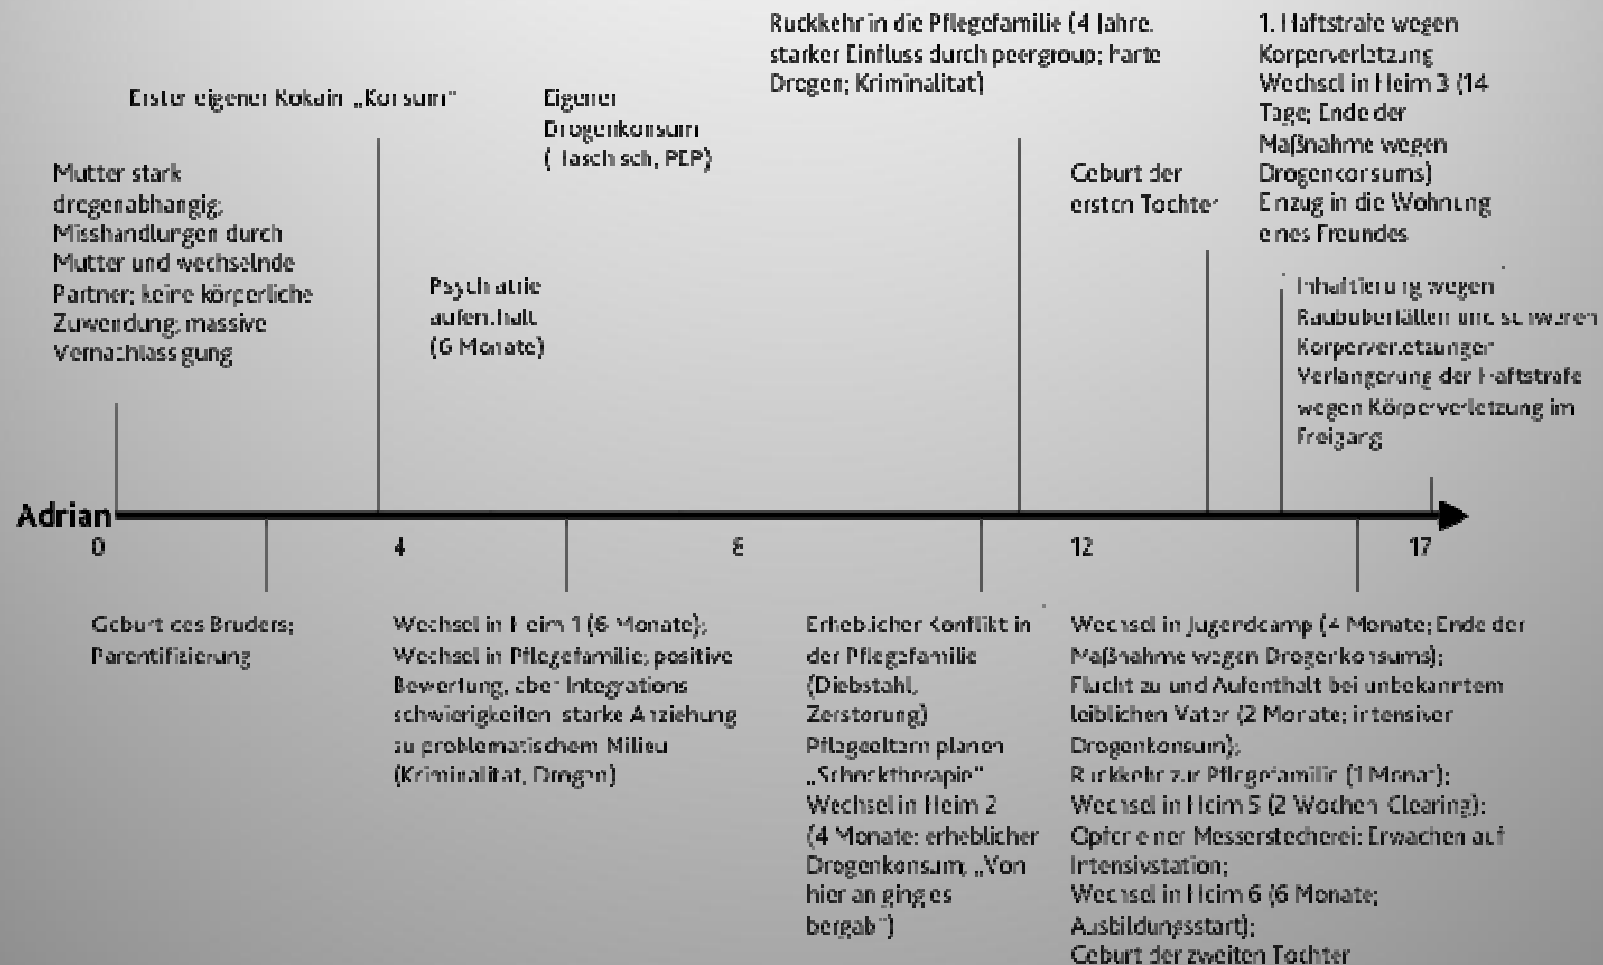 Rückkehr in die Pflegefamilie (4 Jahre.
starker Einfluss durch peergroup; harte
Drogen; Kriminalität)
1. Haftstrafe wegen
Körperverletzung
Wechsel in Heim 3 (14
Tage; Ende der
Maßnahme wegen
Drogenkonsums)
Einzug in die Wohnung
eines Freundes
Erster eigener Kokain „Konsum“
Eigener
Drogenkonsum
(Haschisch, PEP)
Mutter stark
drogenabhängig;
Misshandlungen durch
Mutter und wechselnde
Partner; keine körperliche
Zuwendung; massive
Vernachlässigung
Geburt der
ersten Tochter
Psychiatrie
aufenthalt
(6 Monate)
Inhaftierung wegen
Raubüberfällen und schweren
Körperverletzungen
Verlängerung der Haftstrafe
wegen Körperverletzung im
Freigang
Adrian
0 4 8 12 17
Geburt des Bruders;
Parentifizierung
Wechsel in Heim 1 (6 Monate);
Wechsel in Pflegefamilie; positive
Bewertung, aber Integrations
schwierigkeiten starke Anziehung
zu problematischem Milieu
(Kriminalität, Drogen)
Erheblicher Konflikt in
der Pflegefamilie
(Diebstahl,
Zerstörung)
Pflegeeltern planen
„Schocktherapie“
Wechsel in Heim 2
(4 Monate; erheblicher
Drogenkonsum; „Von
hier an ging es
bergab“)
Wechsel in Jugendcamp (4 Monate; Ende der
Maßnahme wegen Drogenkonsums);
Flucht zu und Aufenthalt bei unbekanntem
leiblichen Vater (2 Monate; intensiver
Drogenkonsum);
Rückkehr zur Pflegefamilie (1 Monat);
Wechsel in Heim 5 (2 Wochen Clearing);
Opfer einer Messerstecherei; Erwachen auf
Intensivstation;
Wechsel in Heim 6 (6 Monate;
Ausbildungsstart);
Geburt der zweiten Tochter